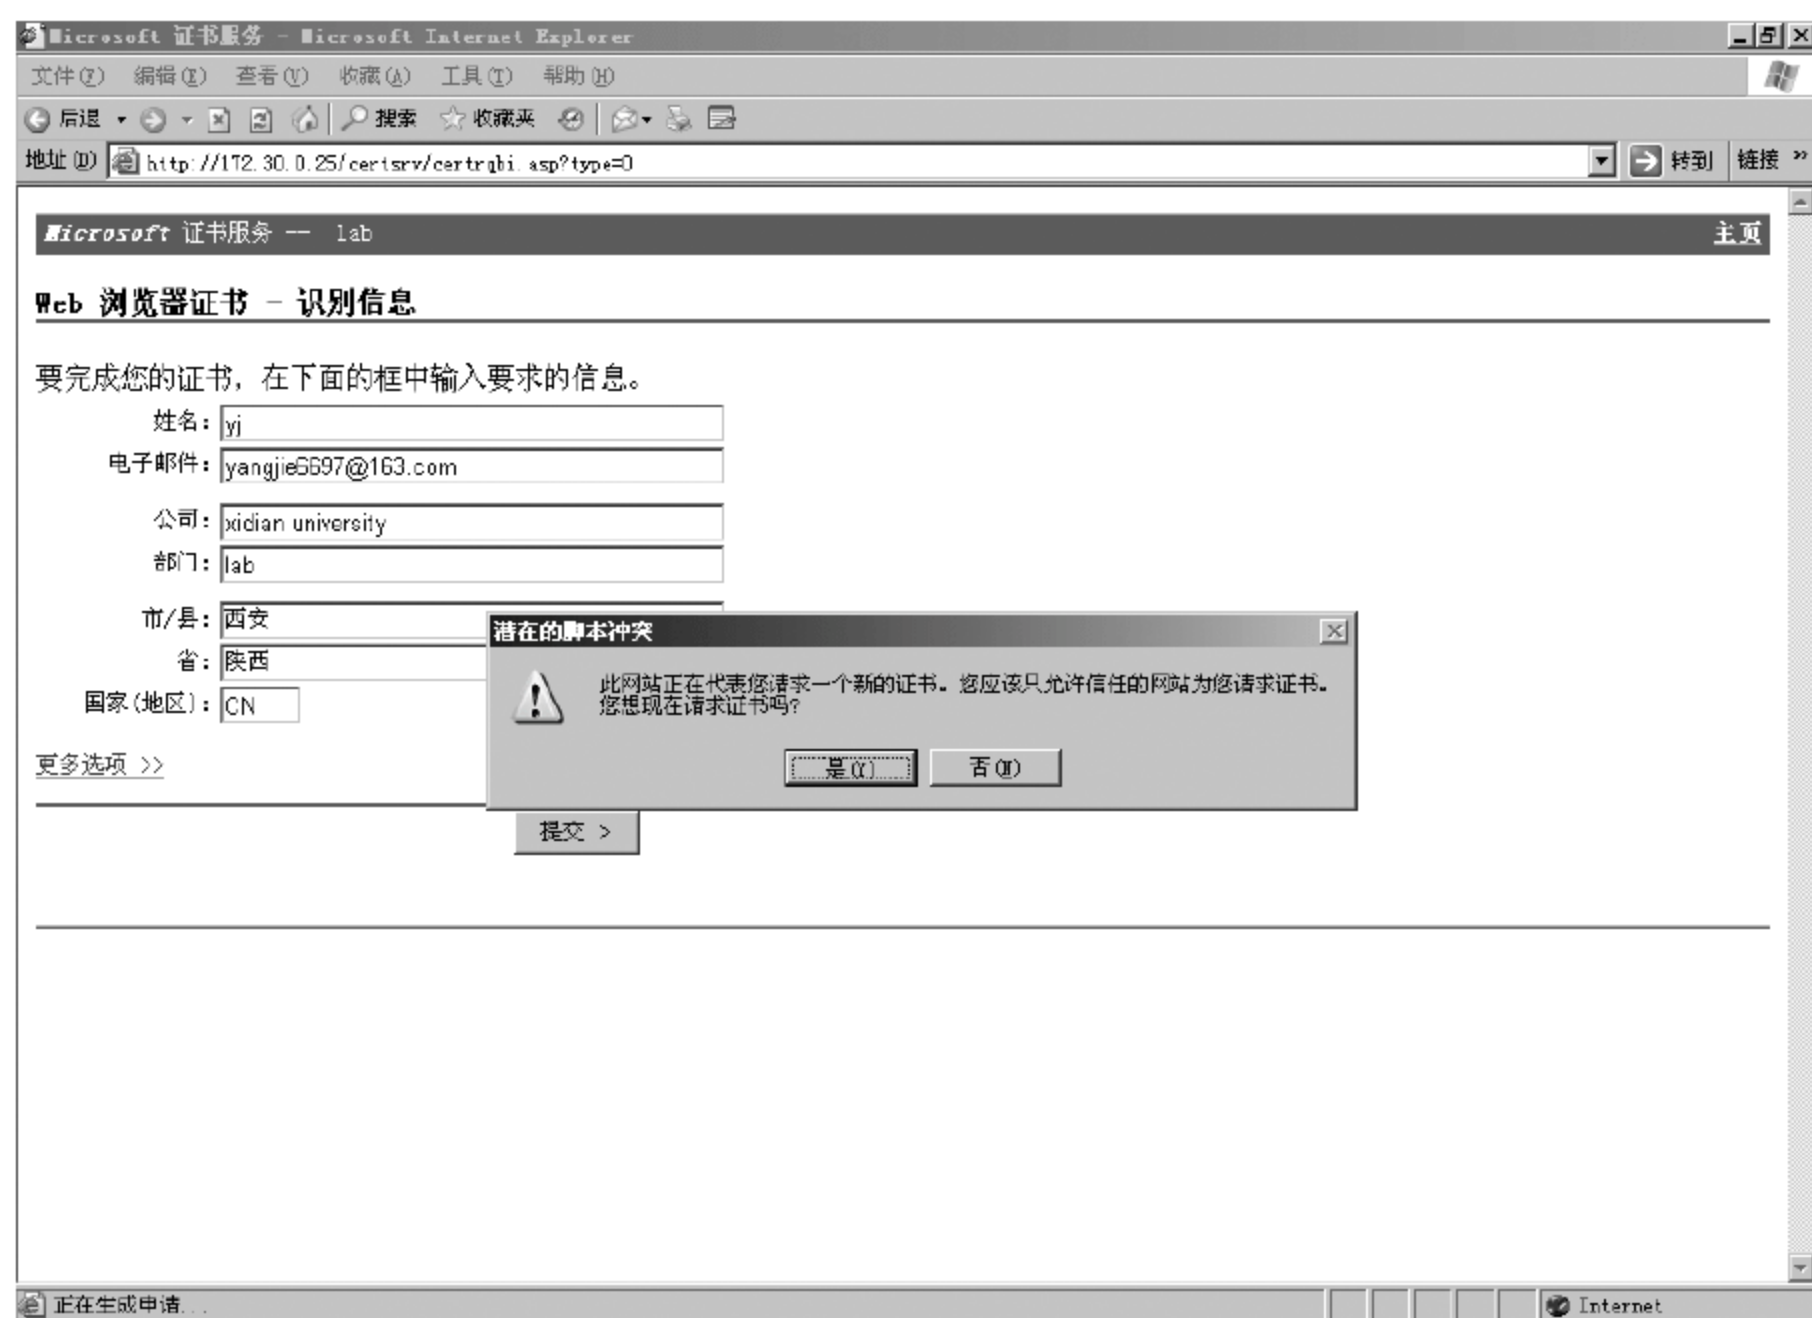 Microsoft 证书服务 - Microsoft Internet Explorer
文件(F) 编辑(E) 查看(V) 收藏(A) 工具(T) 帮助(H)
后退 搜索 收藏夹
地址(D) http://172.30.0.25/certsrv/certrqbi.asp?type=0 转到 链接 »
Microsoft 证书服务 -- lab 主页
Web 浏览器证书 - 识别信息
要完成您的证书，在下面的框中输入要求的信息。
姓名: yj
电子邮件: yangjie6697@163.com
公司: xidian university
部门: lab
市/县: 西安
省: 陕西
国家(地区): CN
潜在的脚本冲突
此网站正在代表您请求一个新的证书。您应该只允许信任的网站为您请求证书。
您想现在请求证书吗?
是(Y) 否(N)
更多选项 >>
提交 >
正在生成申请... Internet